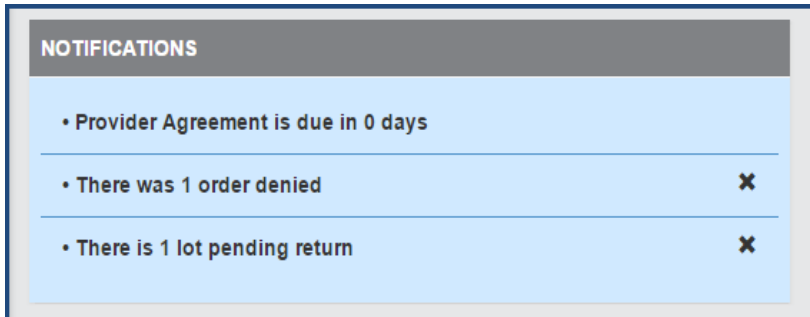 NOTIFICATIONS
• Provider Agreement is due in 0 days
• There was 1 order denied
• There is 1 lot pending return